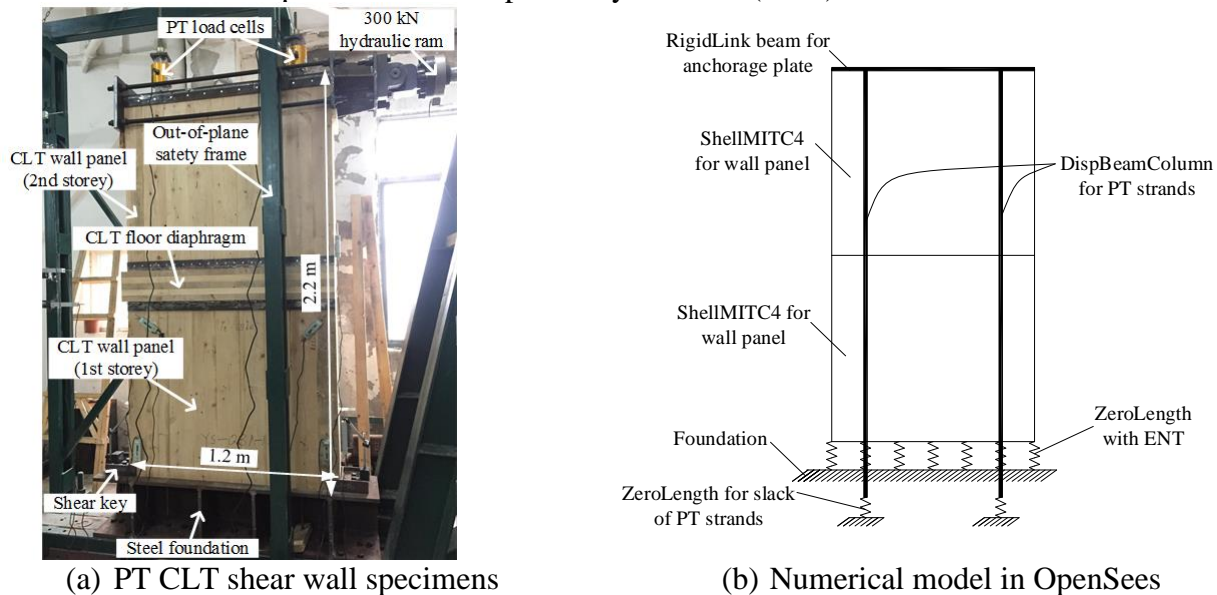 PT load cells
300 kN
hydraulic ram
Out-of-plane
satety frame
CLT wall panel
(2nd storey)
CLT floor diaphragm
2.2 m
CLT wall panel
(1st storey)
1.2 m
Shear key
Steel foundation
(a) PT CLT shear wall specimens
RigidLink beam for
anchorage plate
ShellMITC4
for wall panel
DispBeamColumn
for PT strands
ShellMITC4 for
wall panel
ZeroLength
with ENT
Foundation
ZeroLength for slack
of PT strands
(b) Numerical model in OpenSees